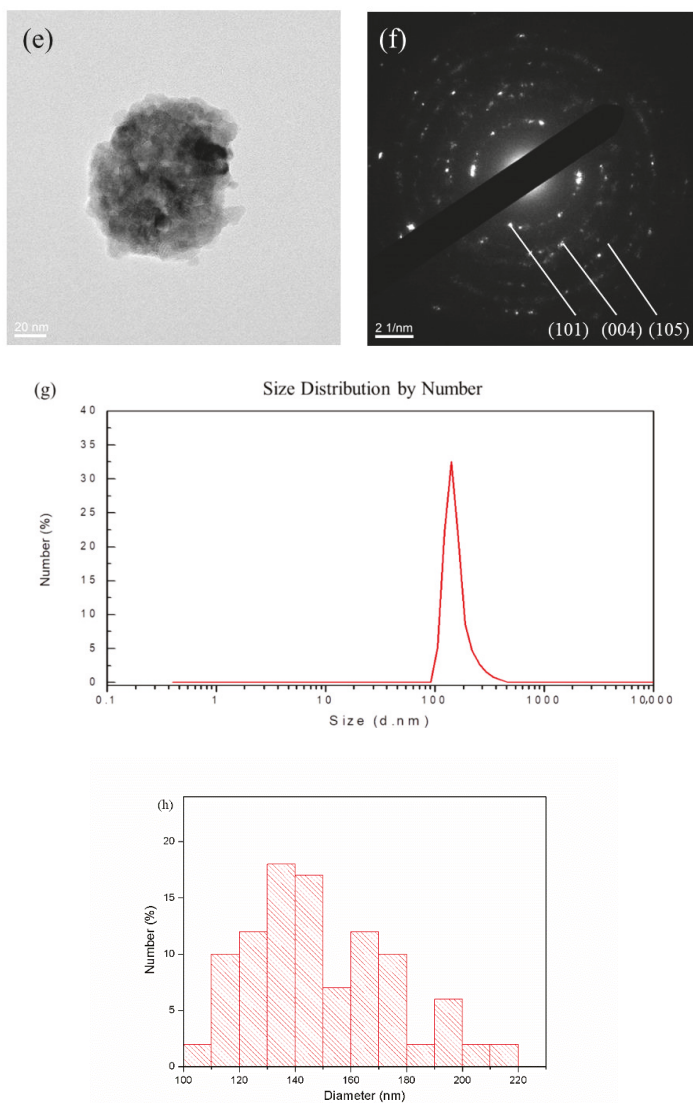 (e)
20 nm
(f)
2 1/nm
(101) (004) (105)
(g)
Size Distribution by Number
40
35
30
25
20
15
10
5
0
Number (%)
0.1 1 10 100 1000 10,000
Size (d.nm)
(h)
20
15
10
5
0
Number (%)
100 120 140 160 180 200 220
Diameter (nm)